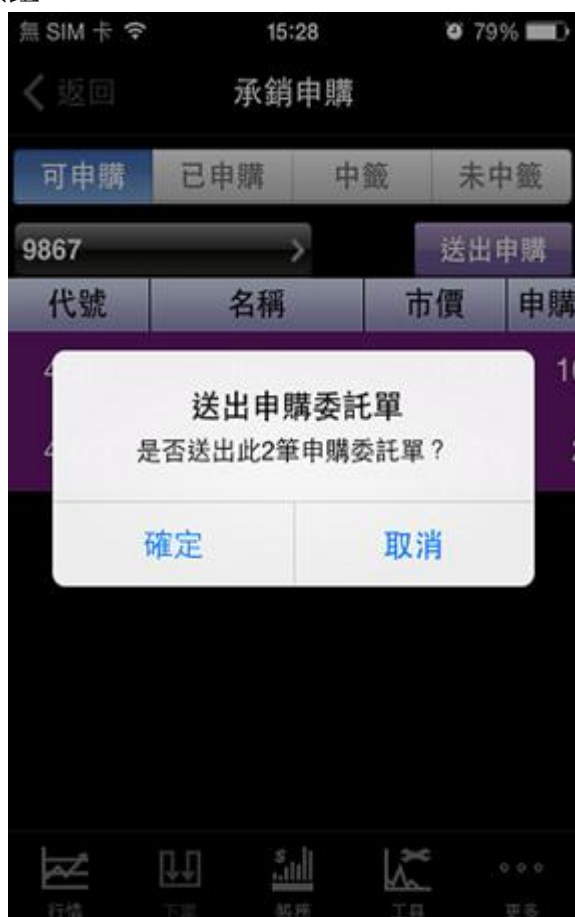 無 SIM 卡 15:28 79%
返回 承銷申購
可申購 已申購 中籤 未中籤
9867 送出申購
代號 名稱 市價 申購
送出申購委託單
是否送出此2筆申購委託單？
確定 取消
行情 下單 帳務 工具 更多